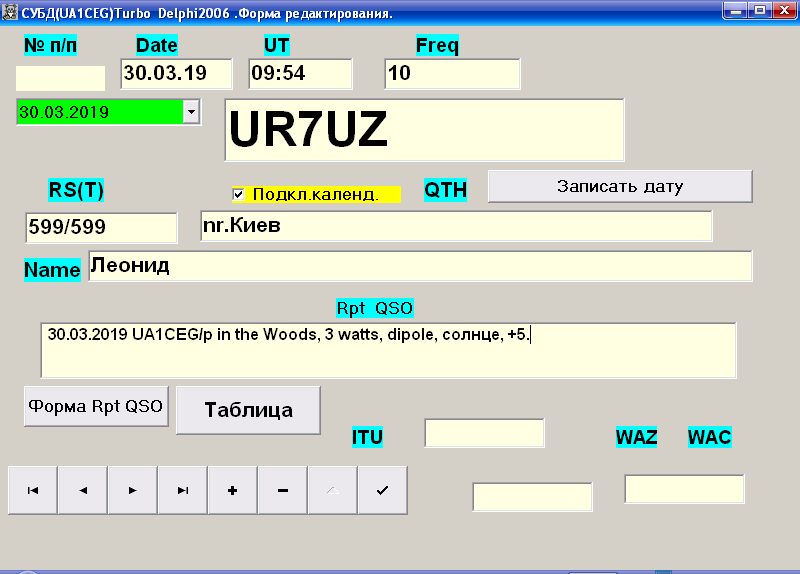 СУБД(UA1CEG)Turbo Delphi2006 .Форма редактирования.
№ п/п Date UT Freq
30.03.19 09:54 10
30.03.2019
UR7UZ
RS(T) Подкл.календ. QTH Записать дату
599/599 nr.Киев
Name Леонид
Rpt QSO
30.03.2019 UA1CEG/p in the Woods, 3 watts, dipole, солнце, +5.
Форма Rpt QSO Таблица
ITU WAZ WAC